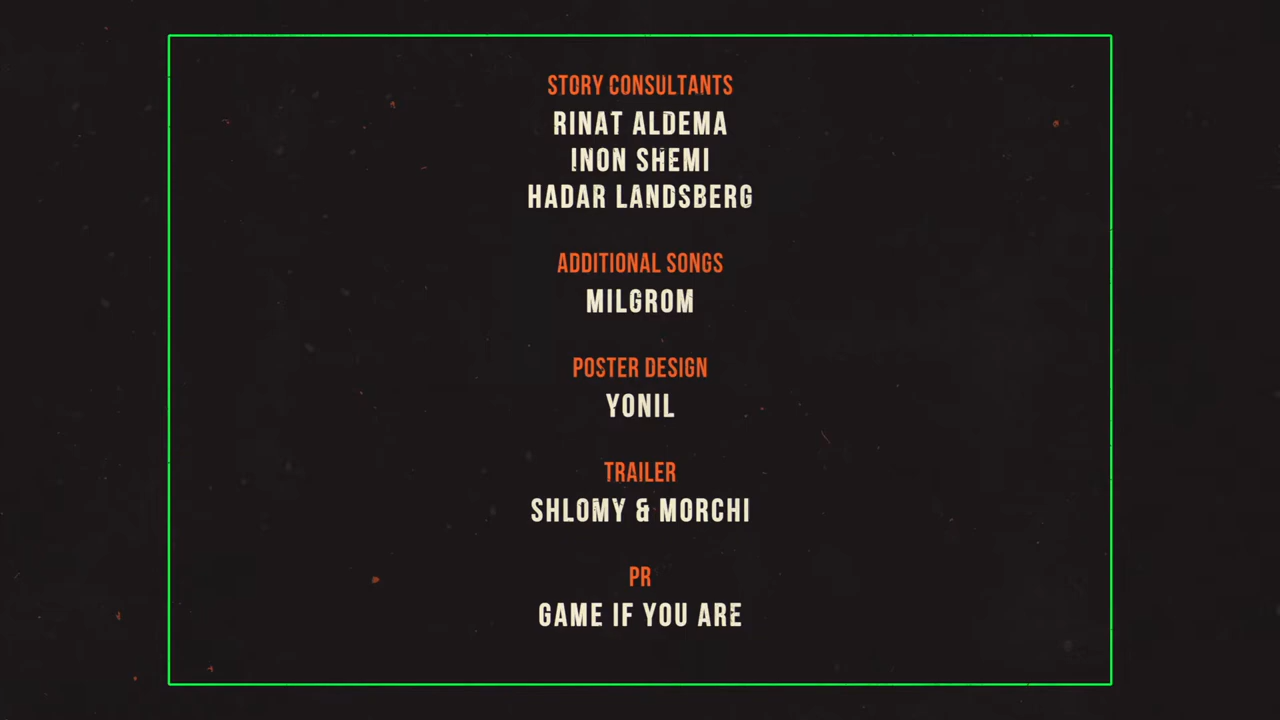 STORY CONSULTANTS
RINAT ALDEMA
INON SHEMI
HADAR LANDSBERG
ADDITIONAL SONGS
MILGROM
POSTER DESIGN
YONIL
TRAILER
SHLOMY & MORCHI
PR
GAME IF YOU ARE